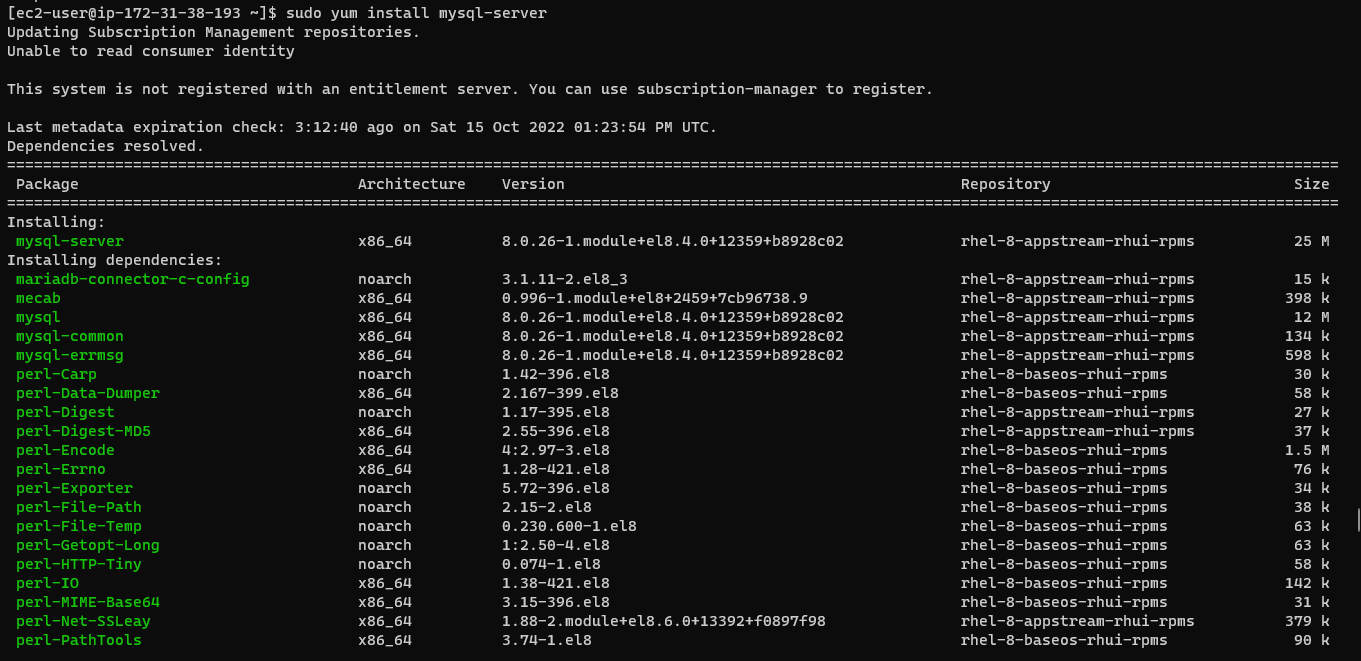 [ec2-user@ip-172-31-38-193 ~]$ sudo yum install mysql-server
Updating Subscription Management repositories.
Unable to read consumer identity
This system is not registered with an entitlement server. You can use subscription-manager to register.
Last metadata expiration check: 3:12:40 ago on Sat 15 Oct 2022 01:23:54 PM UTC.
Dependencies resolved.
====================================================================================================================================================
Package Architecture Version Repository Size
====================================================================================================================================================
Installing:
mysql-server x86_64 8.0.26-1.module+el8.4.0+12359+b8928c02 rhel-8-appstream-rhui-rpms 25 M
Installing dependencies:
mariadb-connector-c-config noarch 3.1.11-2.el8_3 rhel-8-appstream-rhui-rpms 15 k
mecab x86_64 0.996-1.module+el8+2459+7cb96738.9 rhel-8-appstream-rhui-rpms 398 k
mysql x86_64 8.0.26-1.module+el8.4.0+12359+b8928c02 rhel-8-appstream-rhui-rpms 12 M
mysql-common x86_64 8.0.26-1.module+el8.4.0+12359+b8928c02 rhel-8-appstream-rhui-rpms 134 k
mysql-errmsg x86_64 8.0.26-1.module+el8.4.0+12359+b8928c02 rhel-8-appstream-rhui-rpms 598 k
perl-Carp noarch 1.42-396.el8 rhel-8-baseos-rhui-rpms 30 k
perl-Data-Dumper x86_64 2.167-399.el8 rhel-8-baseos-rhui-rpms 58 k
perl-Digest noarch 1.17-395.el8 rhel-8-appstream-rhui-rpms 27 k
perl-Digest-MD5 x86_64 2.55-396.el8 rhel-8-appstream-rhui-rpms 37 k
perl-Encode x86_64 4:2.97-3.el8 rhel-8-baseos-rhui-rpms 1.5 M
perl-Errno x86_64 1.28-421.el8 rhel-8-baseos-rhui-rpms 76 k
perl-Exporter noarch 5.72-396.el8 rhel-8-baseos-rhui-rpms 34 k
perl-File-Path noarch 2.15-2.el8 rhel-8-baseos-rhui-rpms 38 k
perl-File-Temp noarch 0.230.600-1.el8 rhel-8-baseos-rhui-rpms 63 k
perl-Getopt-Long noarch 1:2.50-4.el8 rhel-8-baseos-rhui-rpms 63 k
perl-HTTP-Tiny noarch 0.074-1.el8 rhel-8-baseos-rhui-rpms 58 k
perl-IO x86_64 1.38-421.el8 rhel-8-baseos-rhui-rpms 142 k
perl-MIME-Base64 x86_64 3.15-396.el8 rhel-8-baseos-rhui-rpms 31 k
perl-Net-SSLeay x86_64 1.88-2.module+el8.6.0+13392+f0897f98 rhel-8-appstream-rhui-rpms 379 k
perl-PathTools x86_64 3.74-1.el8 rhel-8-baseos-rhui-rpms 90 k